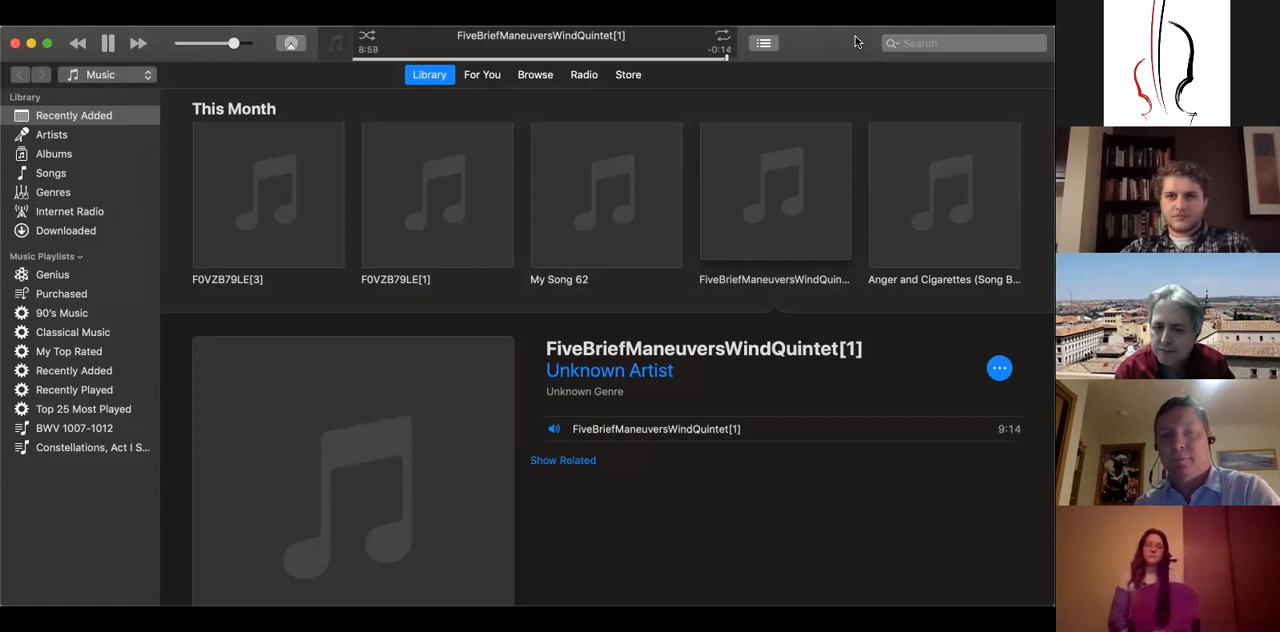 FiveBriefManeuversWindQuintet[1]
8:59
-0:14
Search
Music
Library
For You
Browse
Radio
Store
Library
Recently Added
Artists
Albums
Songs
Genres
Internet Radio
Downloaded
Music Playlists
Genius
Purchased
90's Music
Classical Music
My Top Rated
Recently Added
Recently Played
Top 25 Most Played
BWV 1007-1012
Constellations, Act I S...
This Month
F0VZB79LE[3]
F0VZB79LE[1]
My Song 62
FiveBriefManeuversWindQuin...
Anger and Cigarettes (Song B...
FiveBriefManeuversWindQuintet[1]
Unknown Artist
Unknown Genre
FiveBriefManeuversWindQuintet[1]
9:14
Show Related